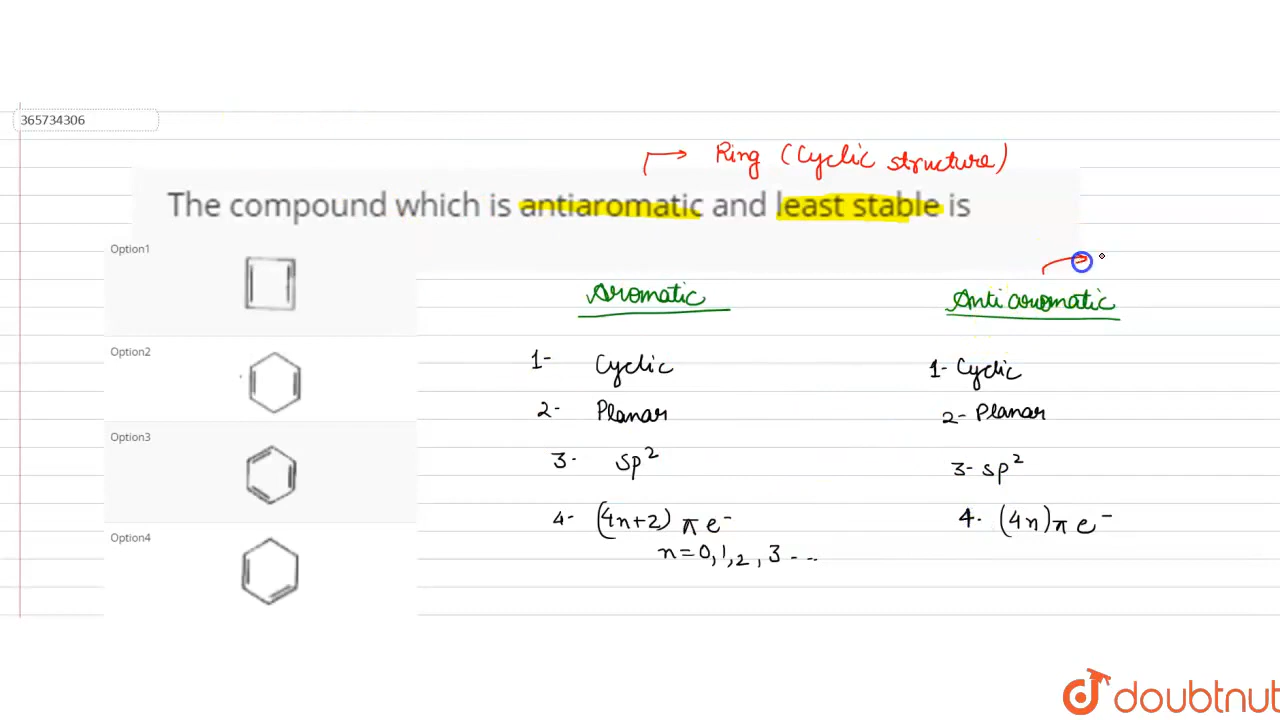 365734306
Ring (Cyclic structure)
The compound which is antiaromatic and least stable is
Option1
Option2
Option3
Option4
Aromatic
1- Cyclic
2- Planar
3- sp²
4- (4n+2) π e⁻
n=0,1,2,3 - --
Anti aromatic
1- Cyclic
2- Planar
3- sp²
4. (4n) π e⁻
doubtnut